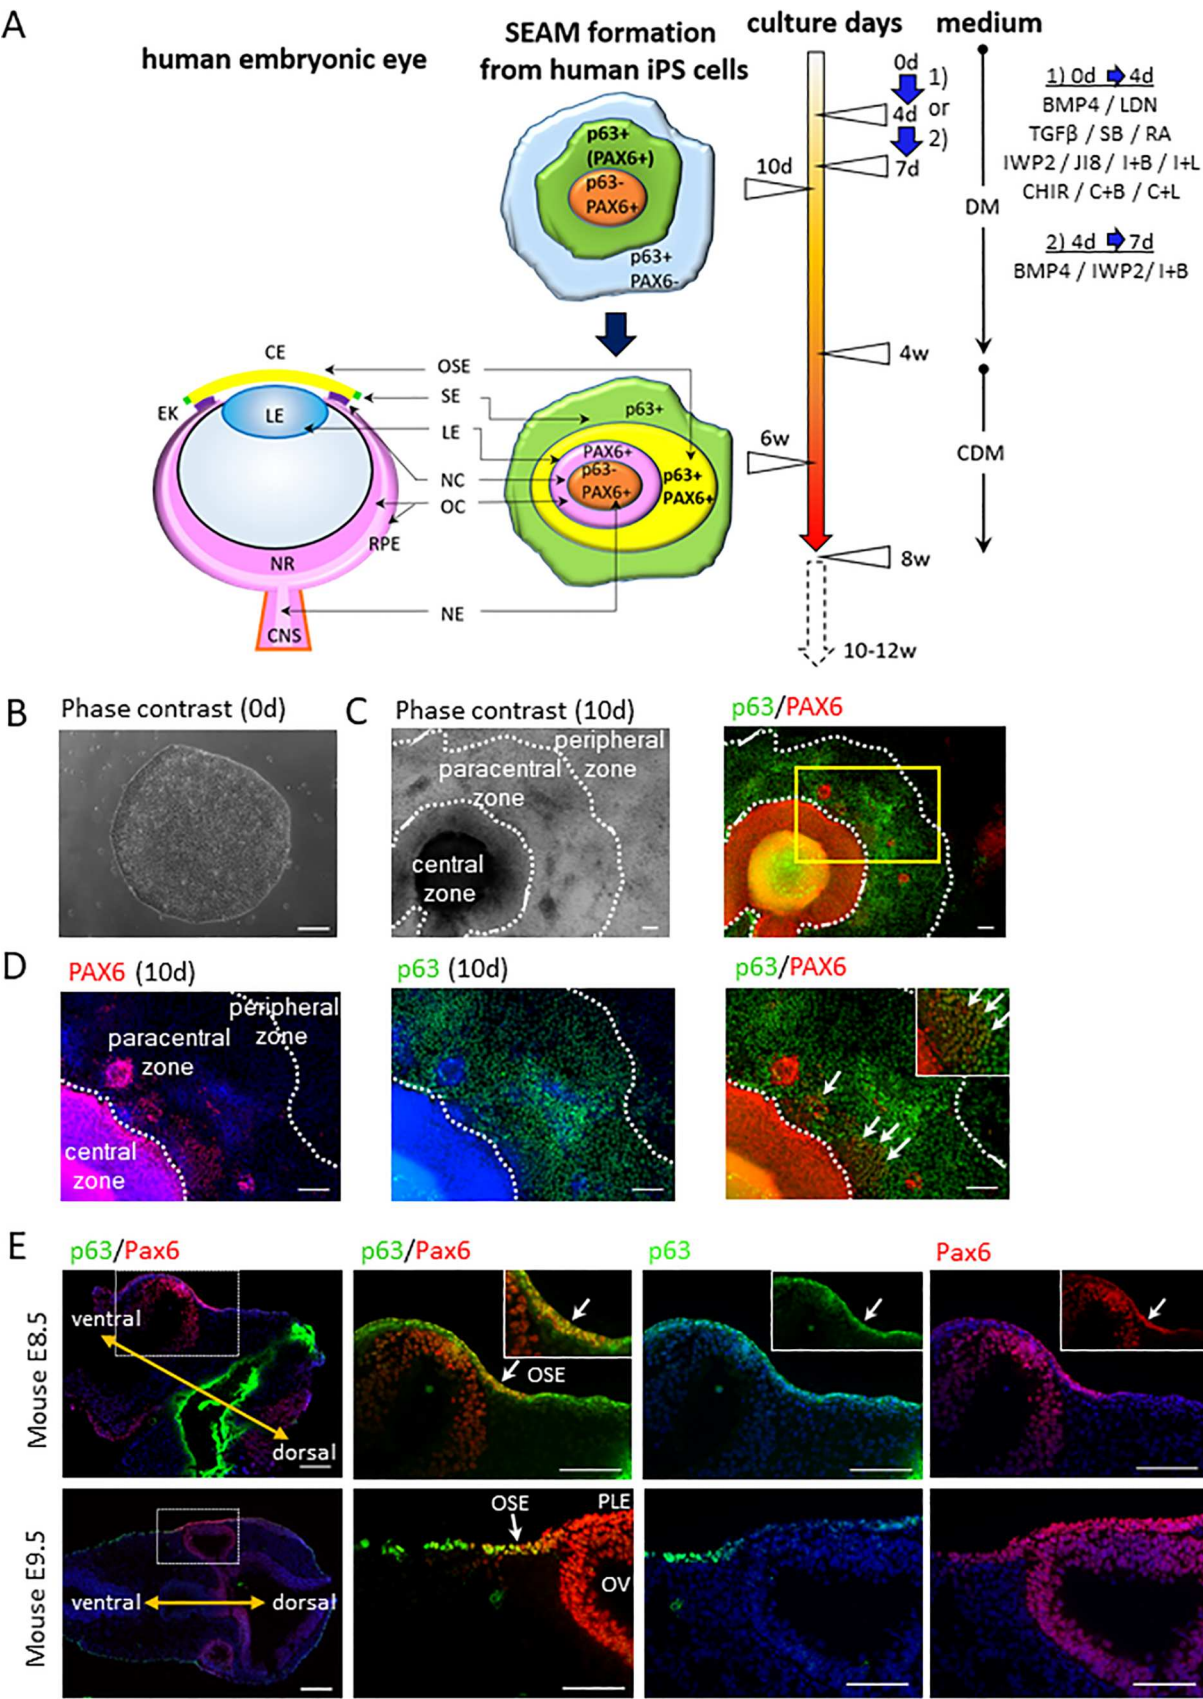 A
human embryonic eye
SEAM formation
from human iPS cells
culture days
medium
p63+
(PAX6+)
p63-
PAX6+
p63+
PAX6-
0d
1)
4d or
2)
7d
10d
4w
6w
8w
10-12w
DM
CDM
1) 0d 4d
BMP4 / LDN
TGFβ / SB / RA
IWP2 / JI8 / I+B / I+L
CHIR / C+B / C+L
2) 4d 7d
BMP4 / IWP2/ I+B
CE
EK
LE
NR
RPE
CNS
OSE
SE
LE
NC
OC
NE
p63+
PAX6+
p63-
PAX6+
p63+
PAX6+
B
Phase contrast (0d)
C
Phase contrast (10d)
peripheral
zone
paracentral
zone
central
zone
p63/PAX6
D
PAX6 (10d)
peripheral
zone
paracentral
zone
central
zone
p63 (10d)
p63/PAX6
E
p63/Pax6
p63/Pax6
p63
Pax6
Mouse E8.5
ventral
dorsal
OSE
Mouse E9.5
ventral
dorsal
OSE
PLE
OV